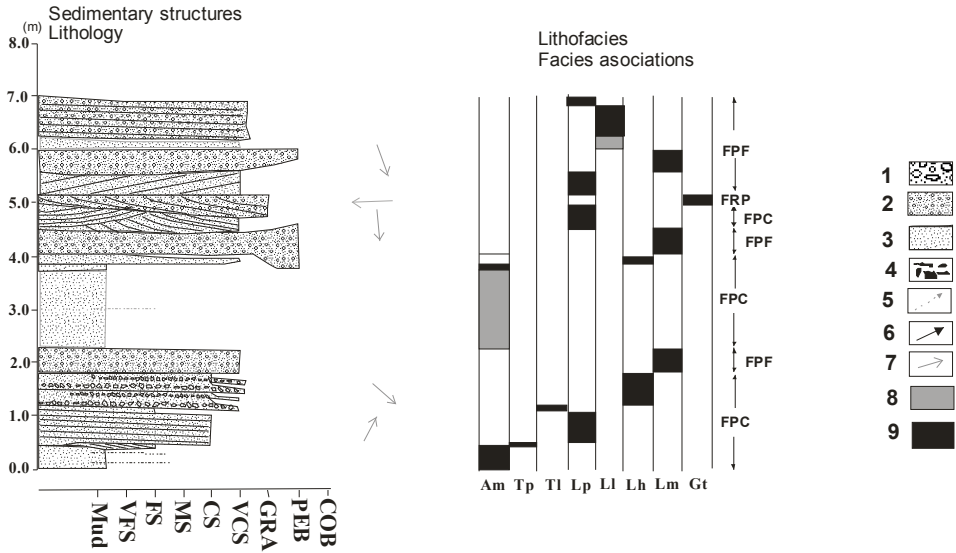 Sedimentary structures
Lithology
(m)
8.0
7.0
6.0
5.0
4.0
3.0
2.0
1.0
0.0
Mud VFS FS MS CS VCS GRA PEB COB
Lithofacies
Facies asociations
FPF
FRP
FPC
FPF
FPC
FPF
FPC
Am Tp Tl Lp Ll Lh Lm Gt
1
2
3
4
5
6
7
8
9